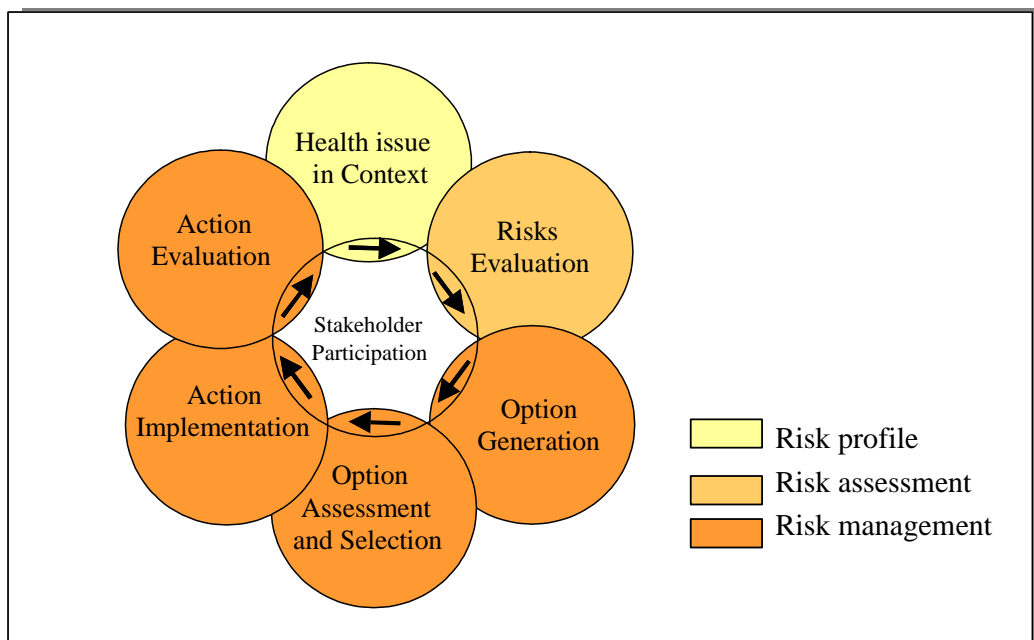 Health issue
in Context
Risks
Evaluation
Option
Generation
Option
Assessment
and Selection
Action
Implementation
Action
Evaluation
Stakeholder
Participation
Risk profile
Risk assessment
Risk management